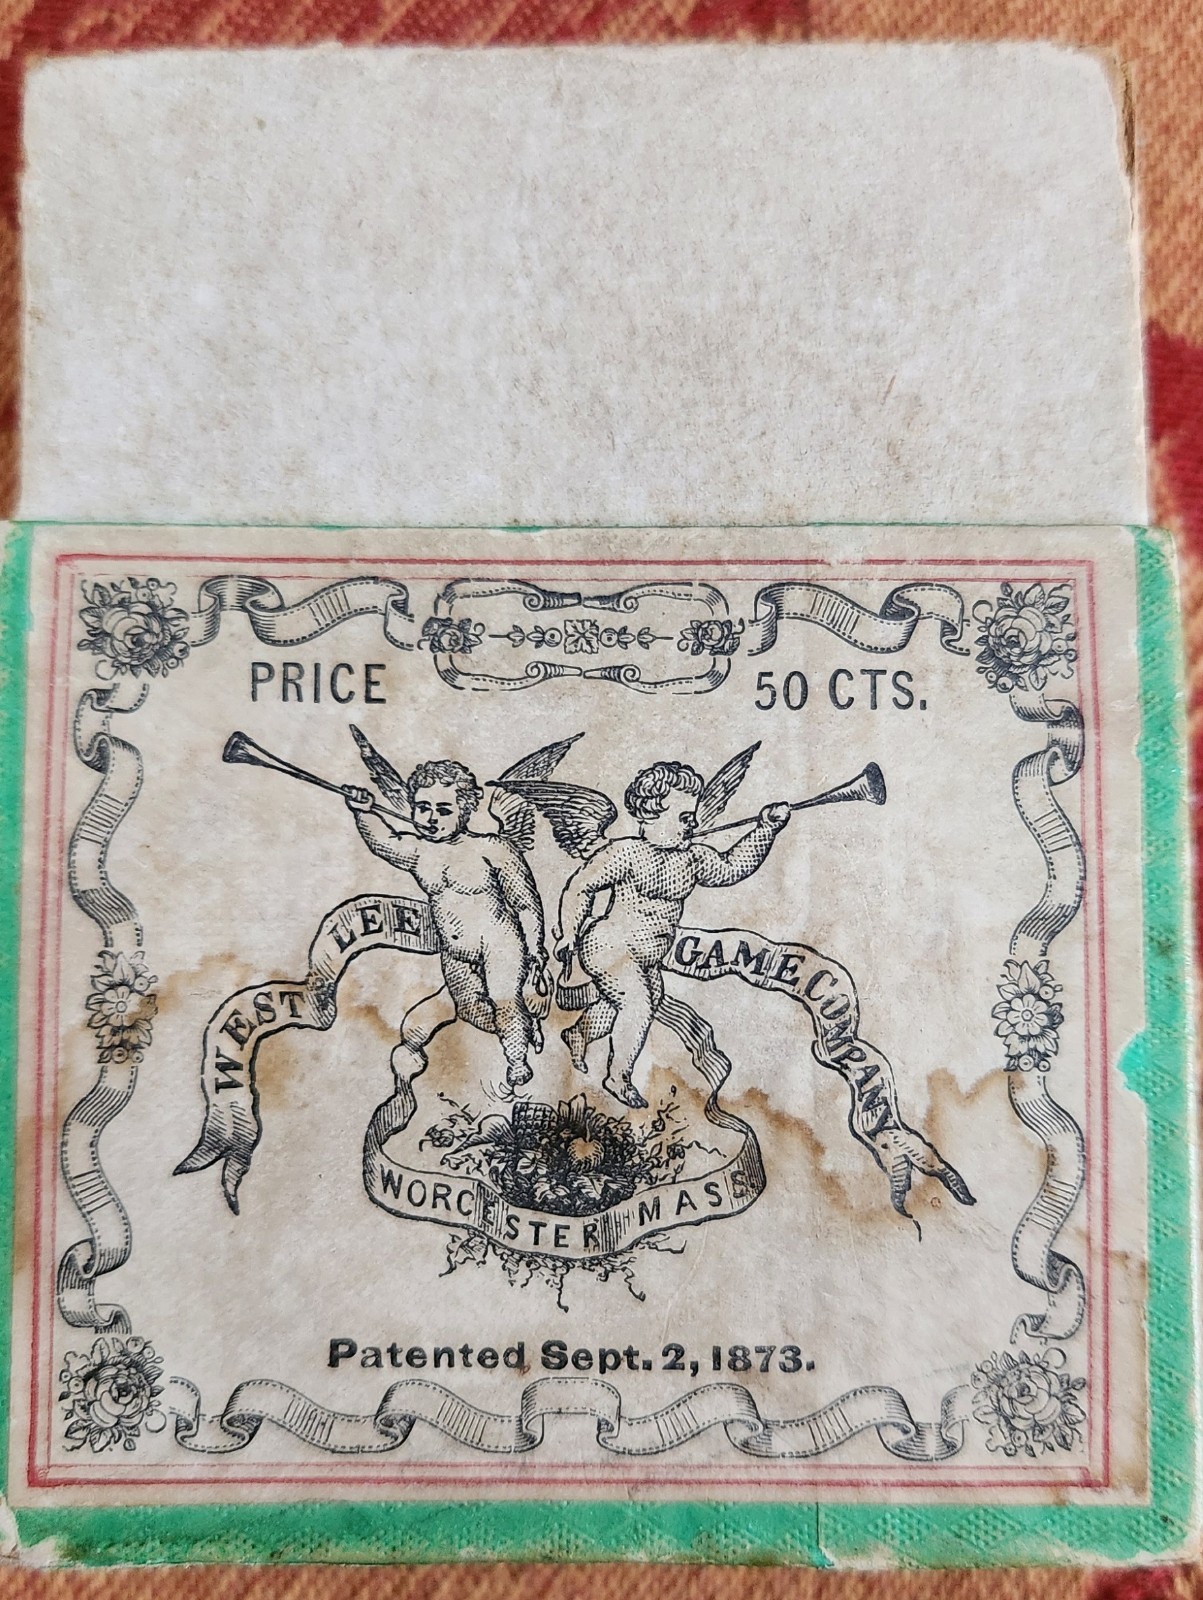 PRICE 50 CTS.
WEST LEE GAME COMPANY
WORCESTER MASS
Patented Sept. 2, 1873.